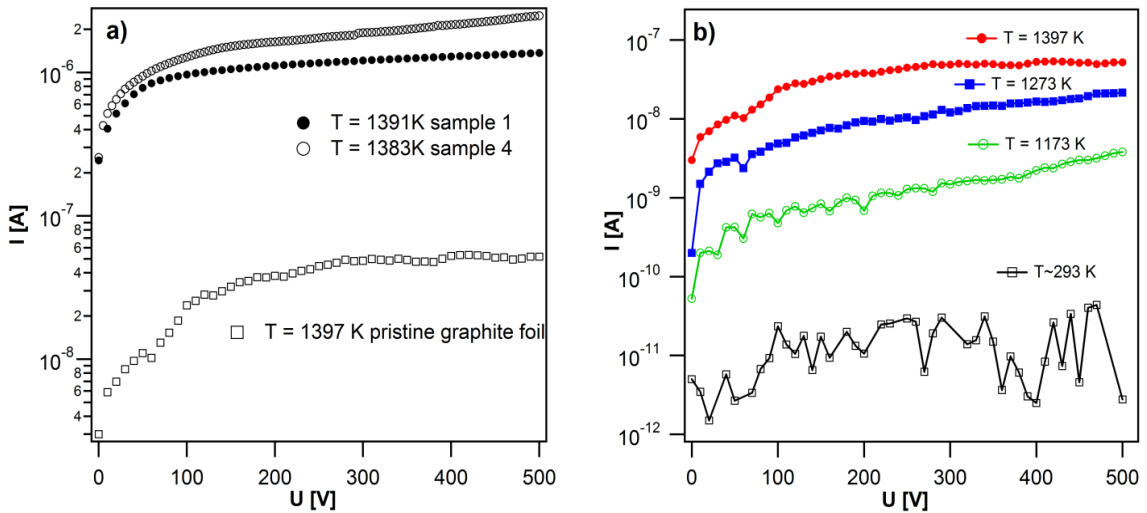 a)
2
10^-6
8
6
4
2
10^-7
8
6
4
2
10^-8
8
6
4
I [A]
T = 1391K sample 1
T = 1383K sample 4
T = 1397 K pristine graphite foil
0 100 200 300 400 500
U [V]
b)
10^-7
10^-8
10^-9
10^-10
10^-11
10^-12
I [A]
T = 1397 K
T = 1273 K
T = 1173 K
T~293 K
0 100 200 300 400 500
U [V]